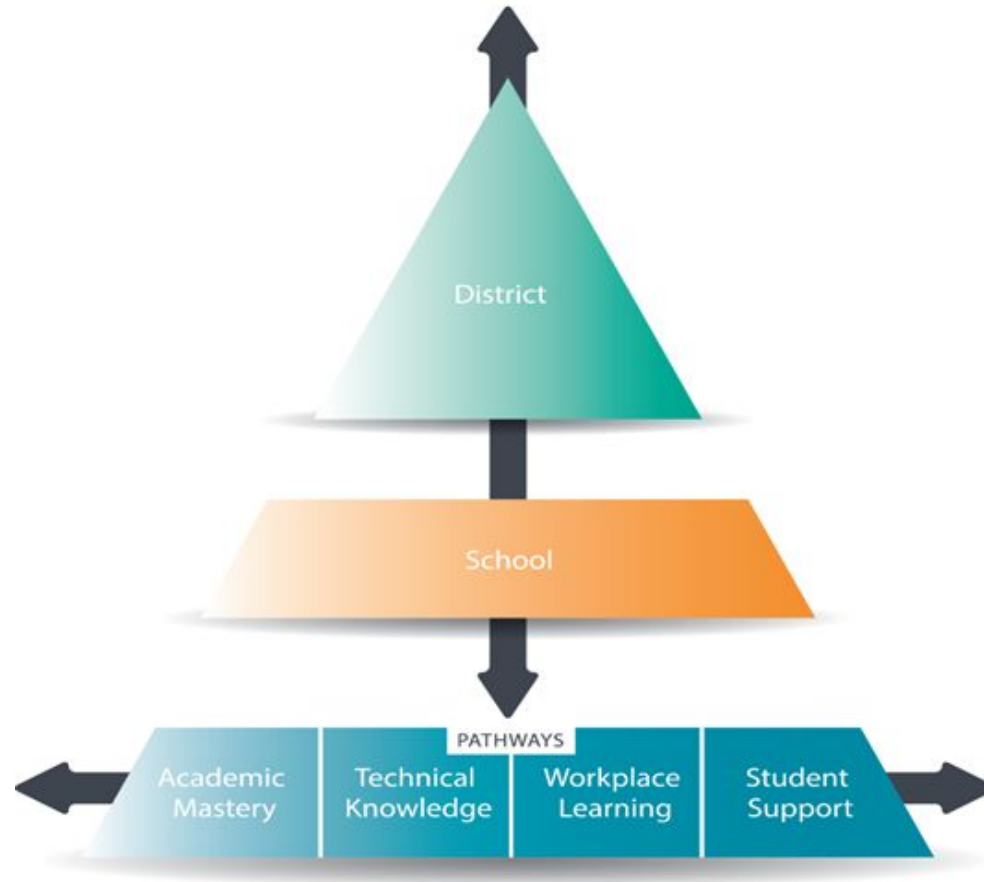 District
School
PATHWAYS
Academic
Mastery
Technical
Knowledge
Workplace
Learning
Student
Support